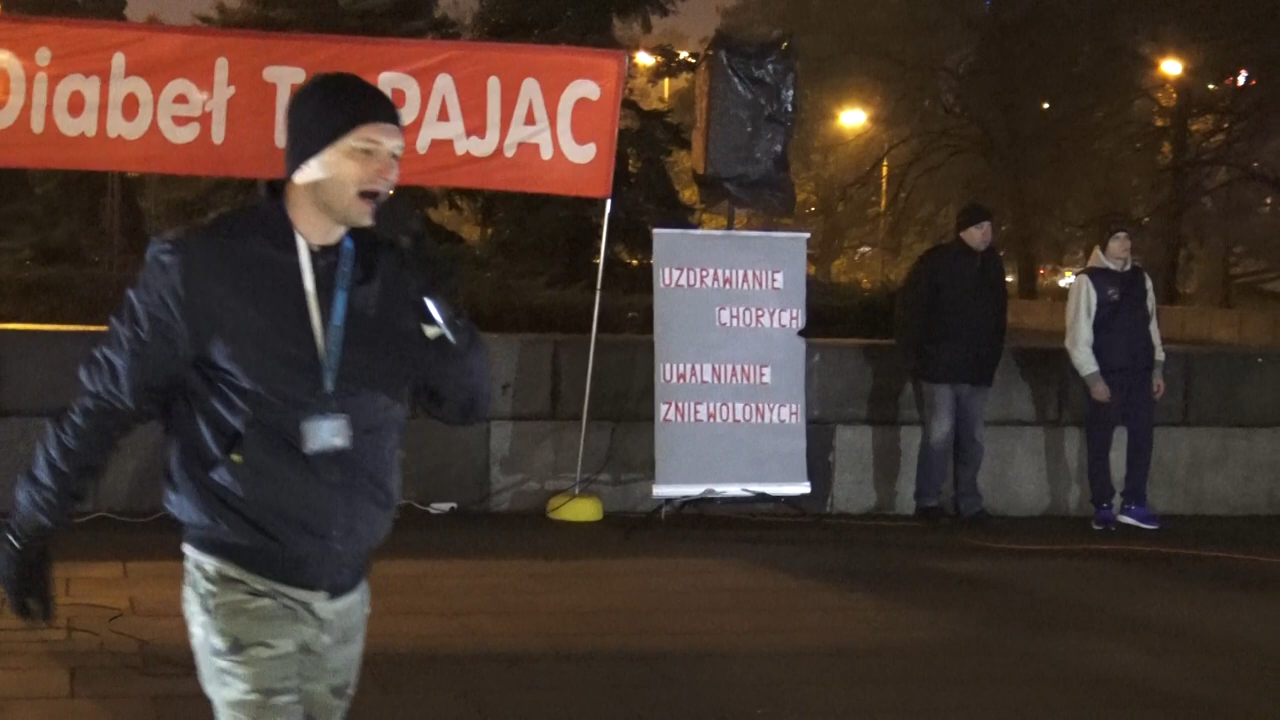 Diabeł T PAJAC
UZDRAWIANIE
CHORYCH
UWALNIANIE
ZNIEWOLONYCH